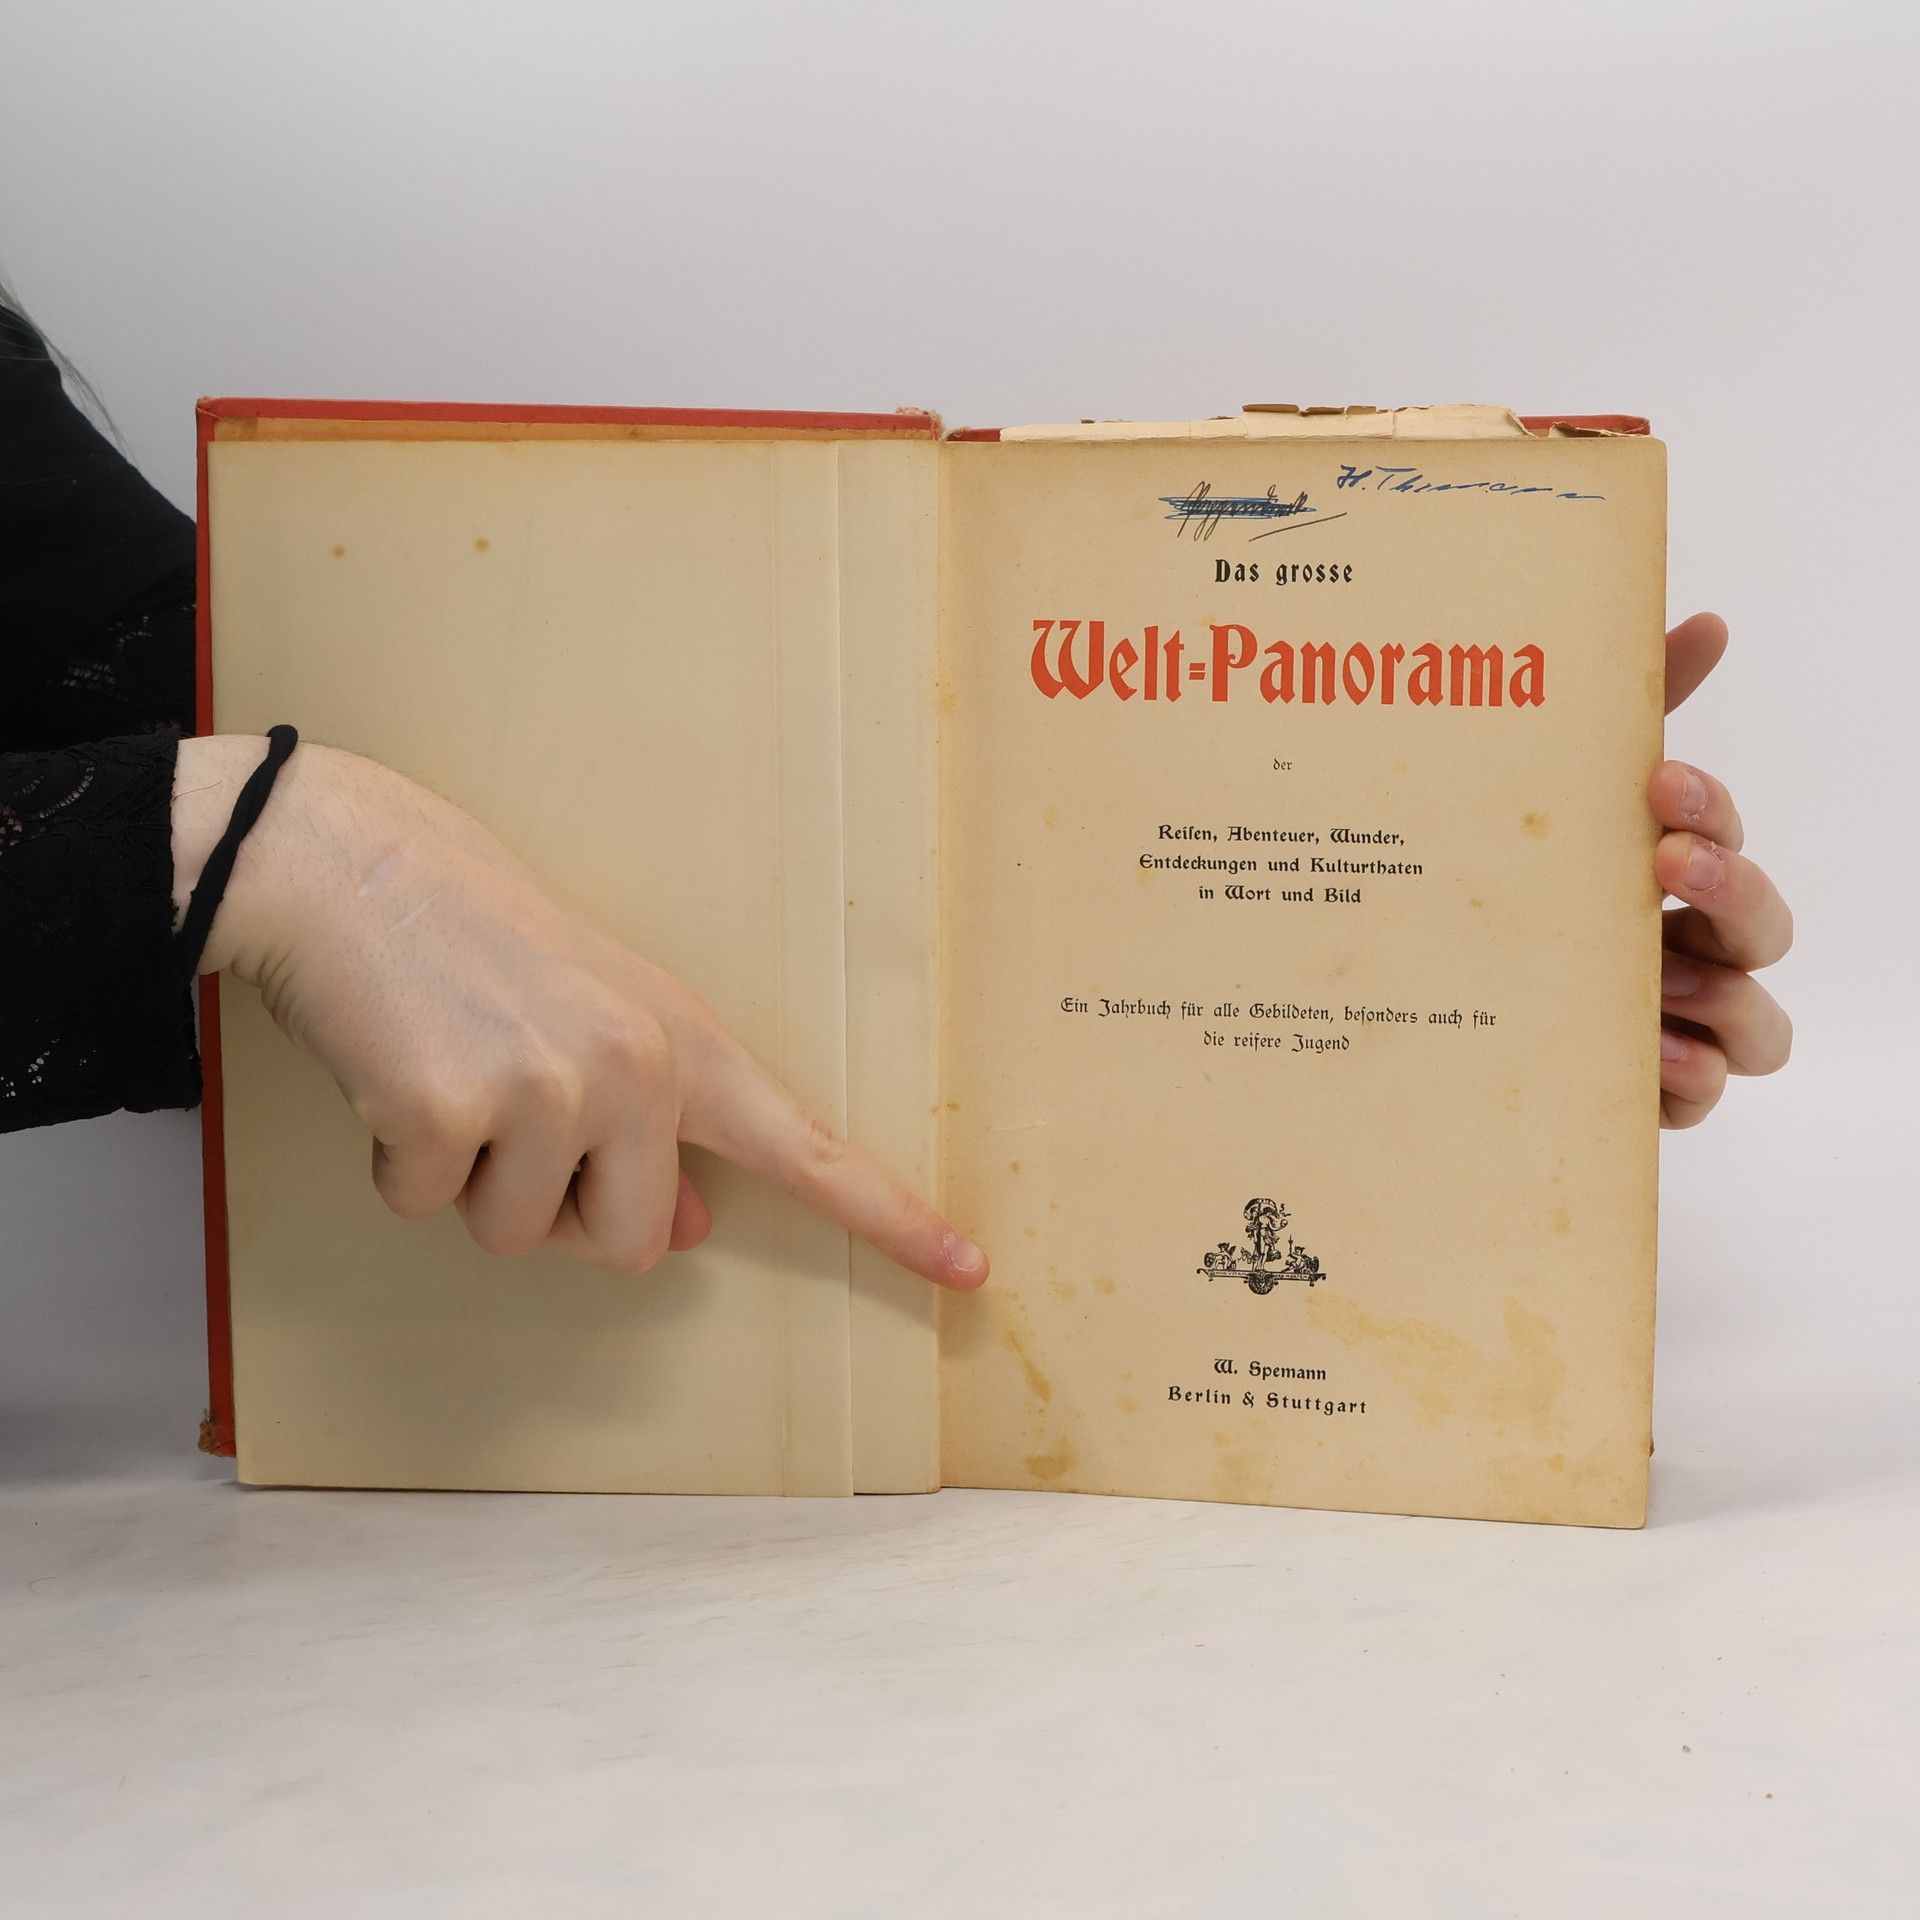 H. Themann
Das grosse
Welt=Panorama
der
Reisen, Abenteuer, Wunder,
Entdeckungen und Kulturthaten
in Wort und Bild
Ein Jahrbuch für alle Gebildeten, besonders auch für
die reifere Jugend
W. Spemann
Berlin & Stuttgart